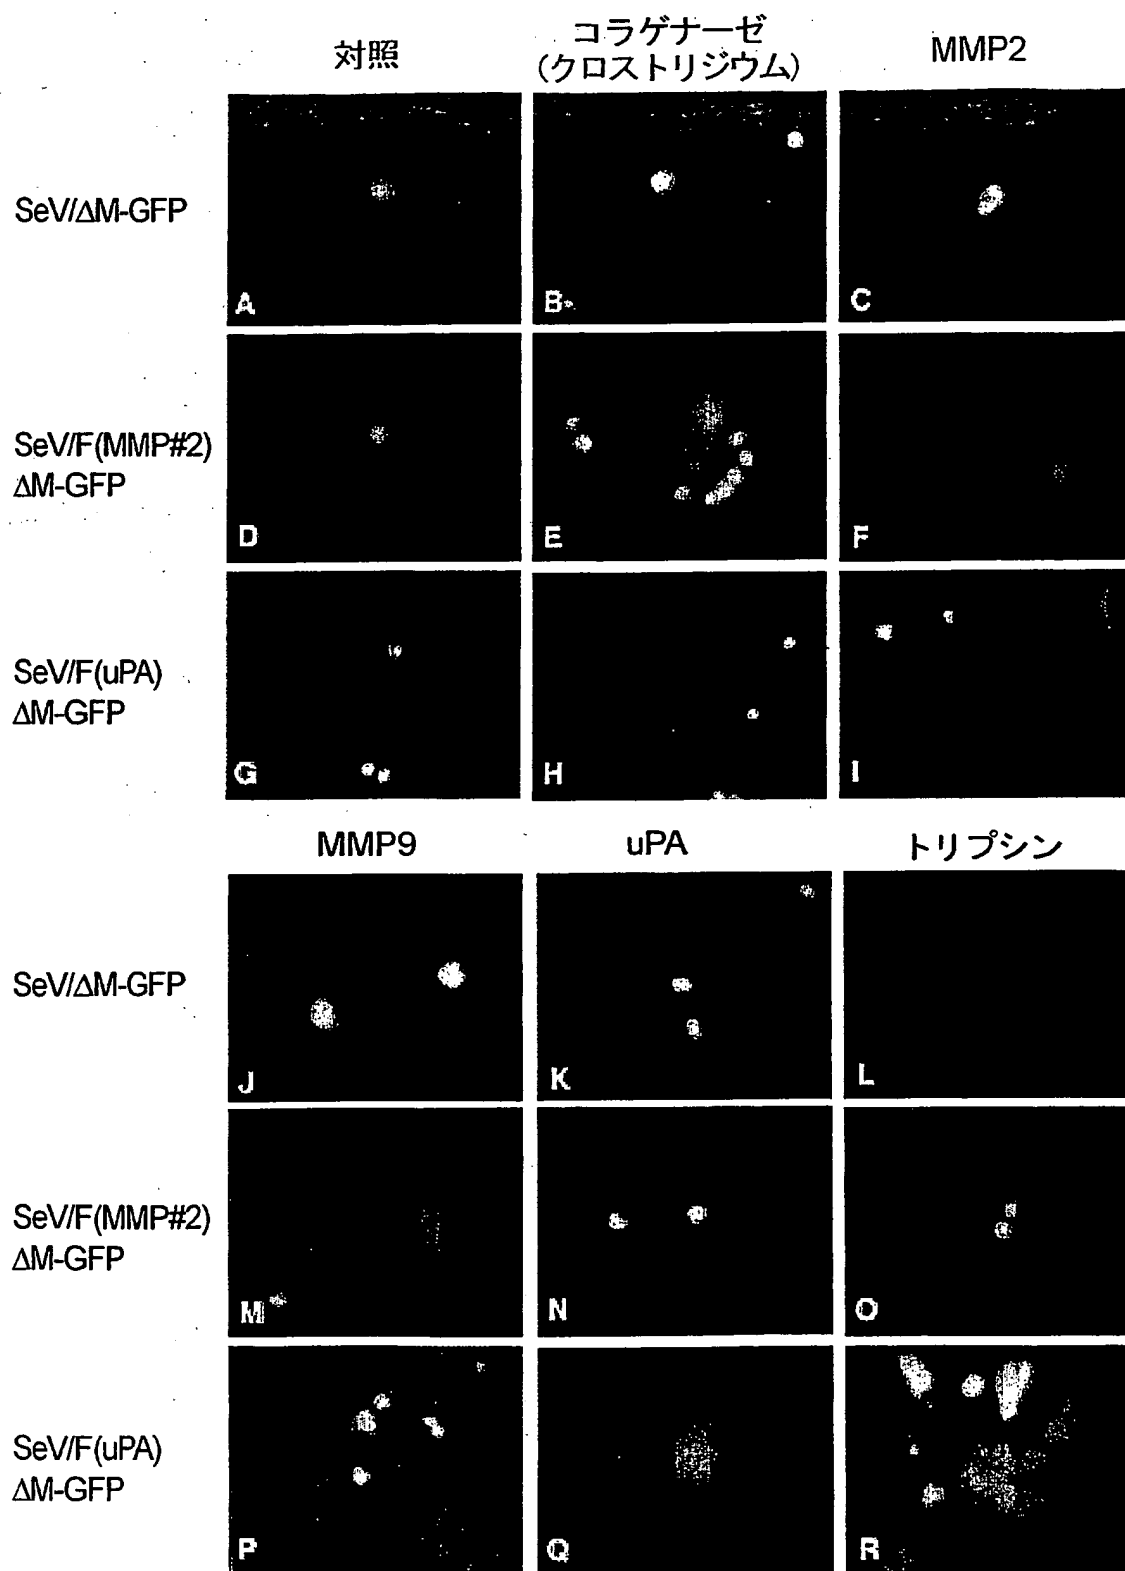 対照
コラゲナーゼ
(クロストリジウム)
MMP2
SeV/ΔM-GFP
A
B
C
SeV/F(MMP#2)
ΔM-GFP
D
E
F
SeV/F(uPA)
ΔM-GFP
G
H
I
MMP9
uPA
トリプシン
SeV/ΔM-GFP
J
K
L
SeV/F(MMP#2)
ΔM-GFP
M
N
O
SeV/F(uPA)
ΔM-GFP
P
Q
R